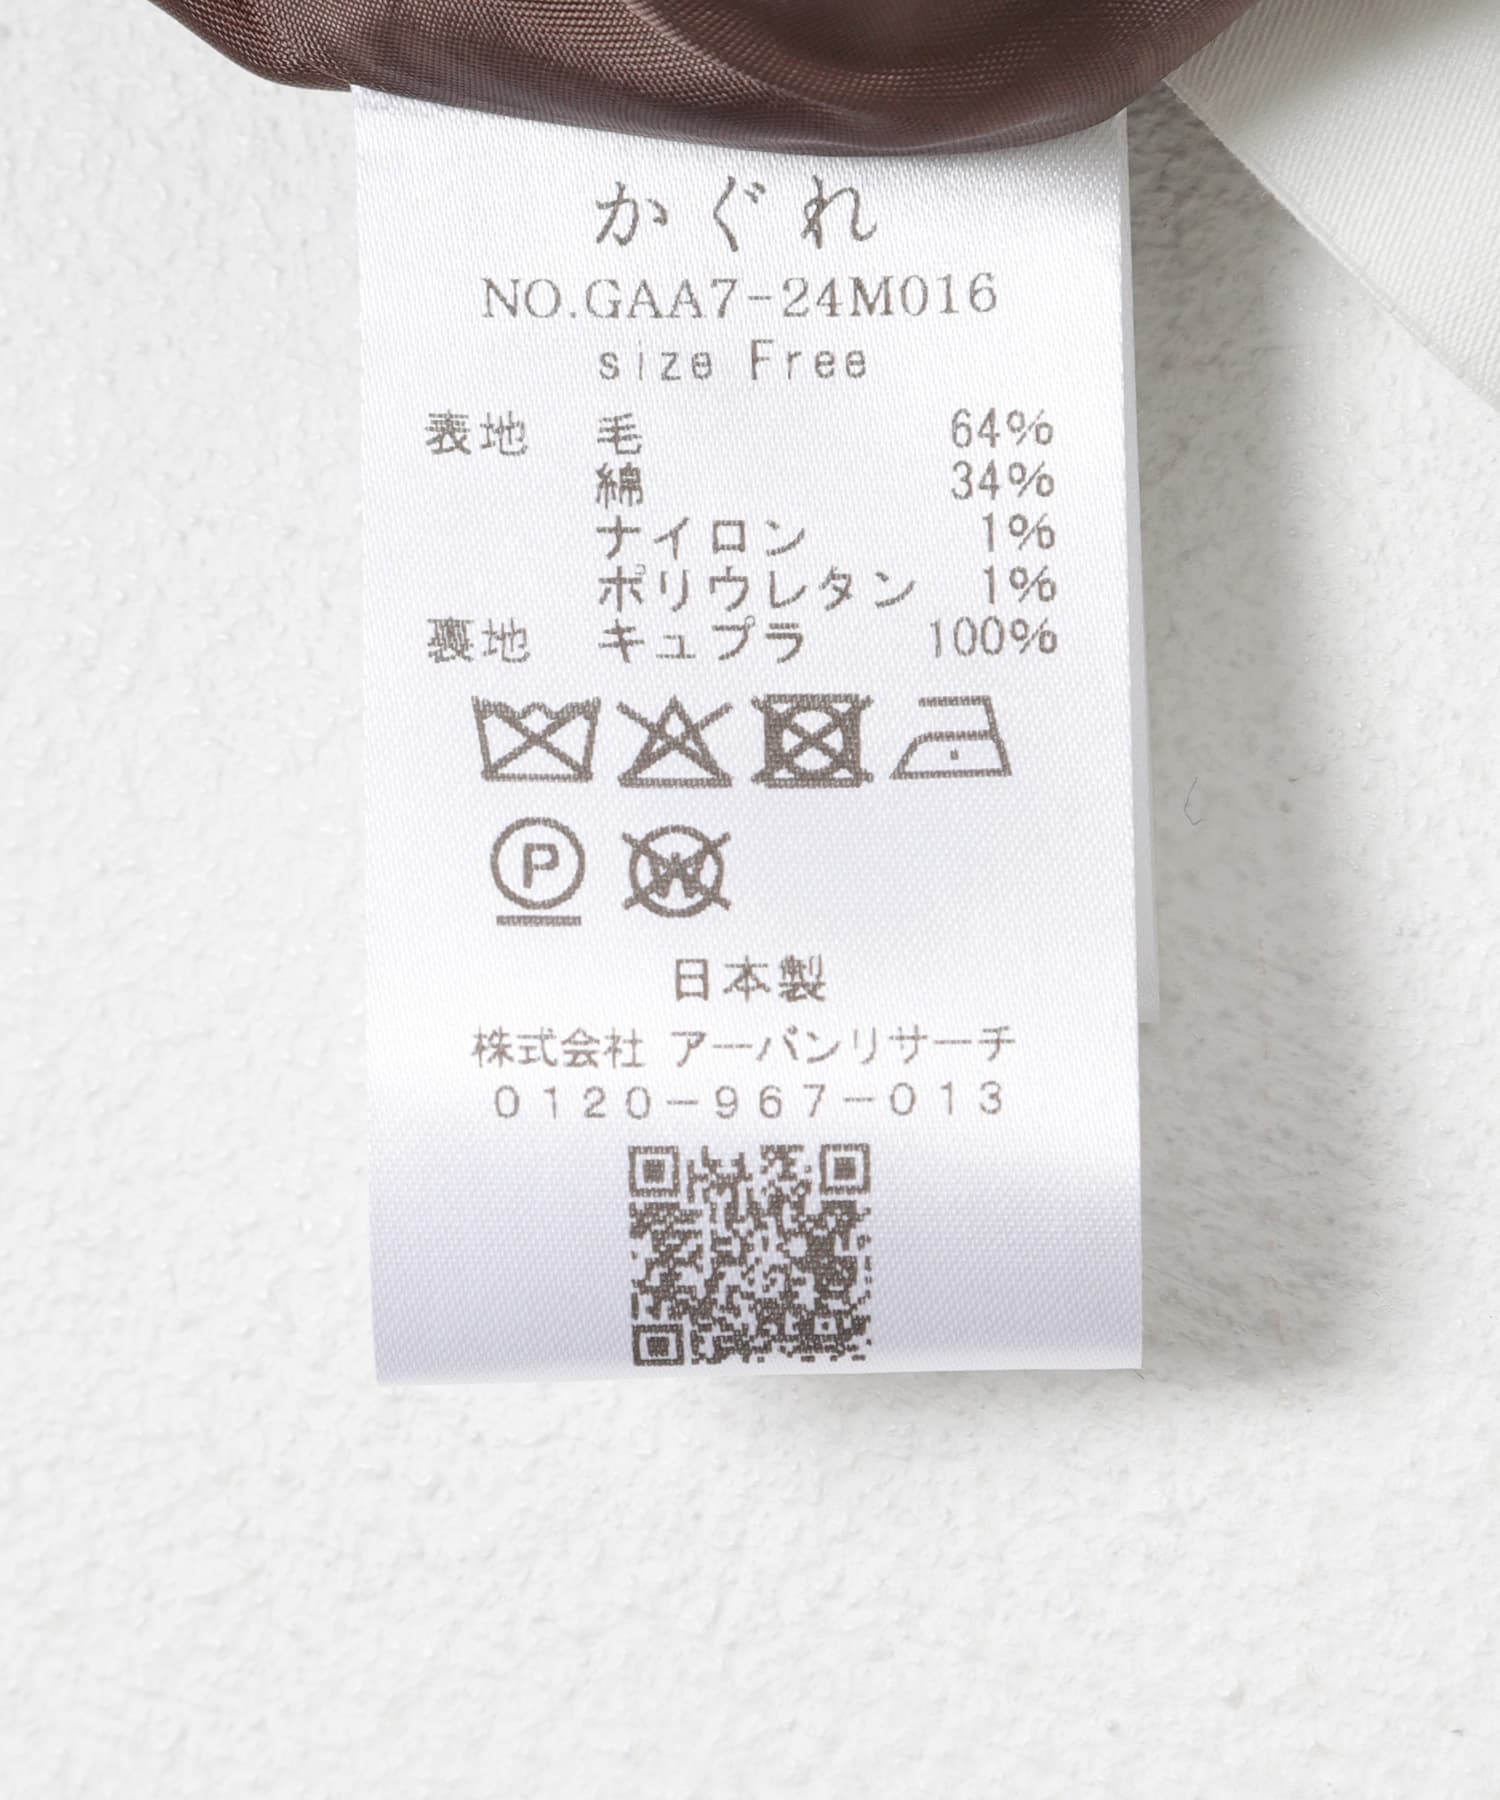 かぐれ
NO.GAA7-24M016
size Free
表地 毛 64%
綿 34%
ナイロン 1%
ポリウレタン 1%
裏地 キュプラ 100%
P
W
日本製
株式会社 アーバンリサーチ
0120-967-013